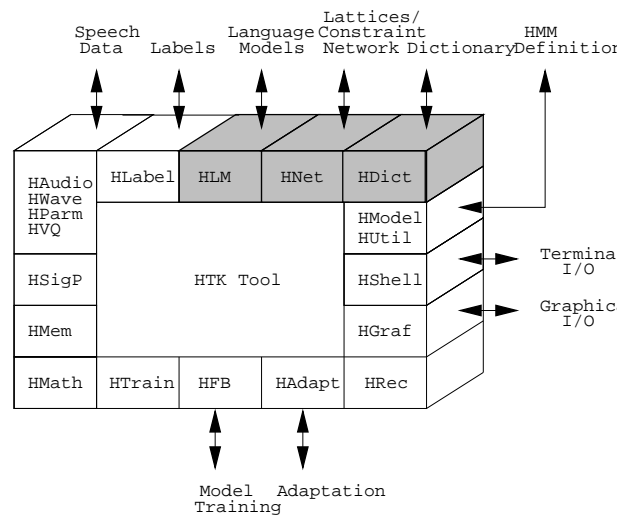 Speech
Data
Labels
Language
Models
Lattices/
Constraint
Network
Dictionary
HMM
Definition
HAudio
HWave
HParm
HVQ
HLabel
HLM
HNet
HDict
HModel
HUtil
HSigP
HTK Tool
HShell
Termina
I/O
HMem
HGraf
Graphica
I/O
HMath
HTrain
HFB
HAdapt
HRec
Model
Training
Adaptation